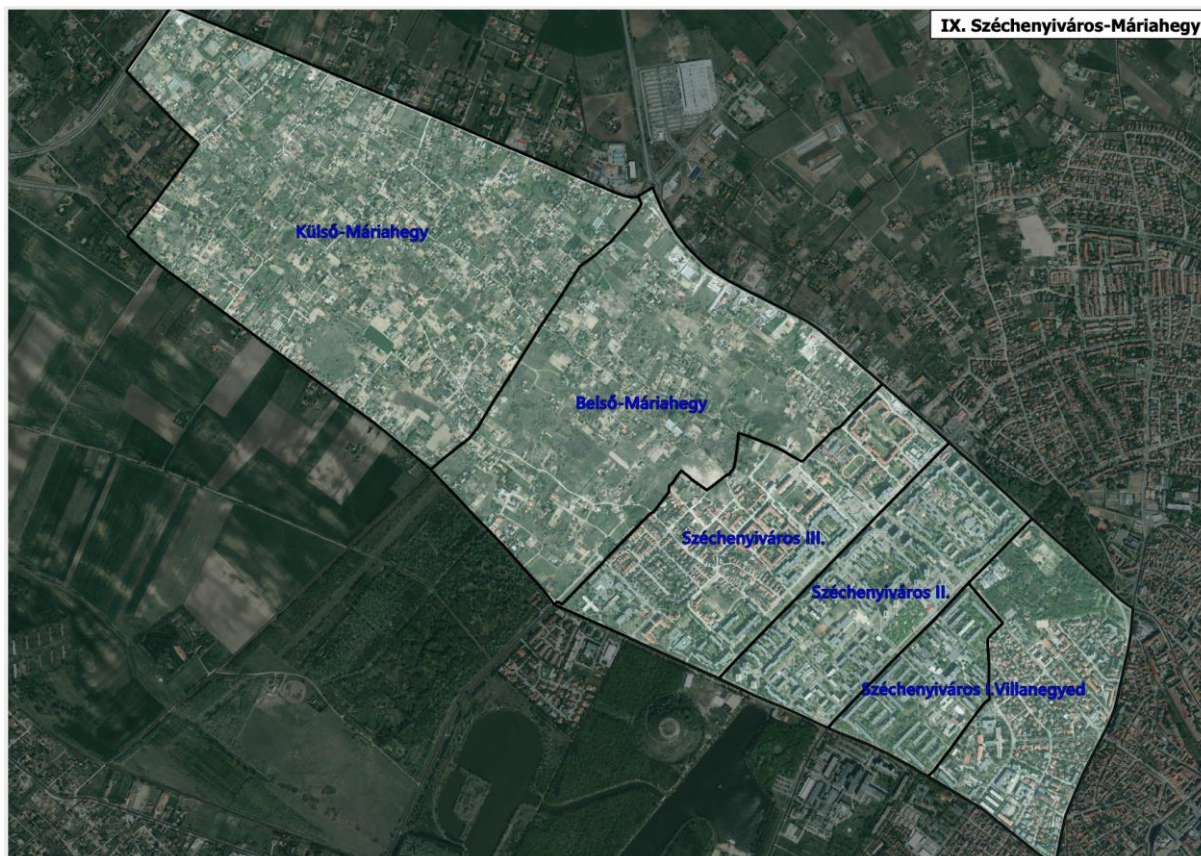 IX. Széchenyiváros-Máriahegy
Külső-Máriahegy
Belső-Máriahegy
Széchenyiváros III.
Széchenyiváros II.
Széchenyiváros I.
Villanegyed